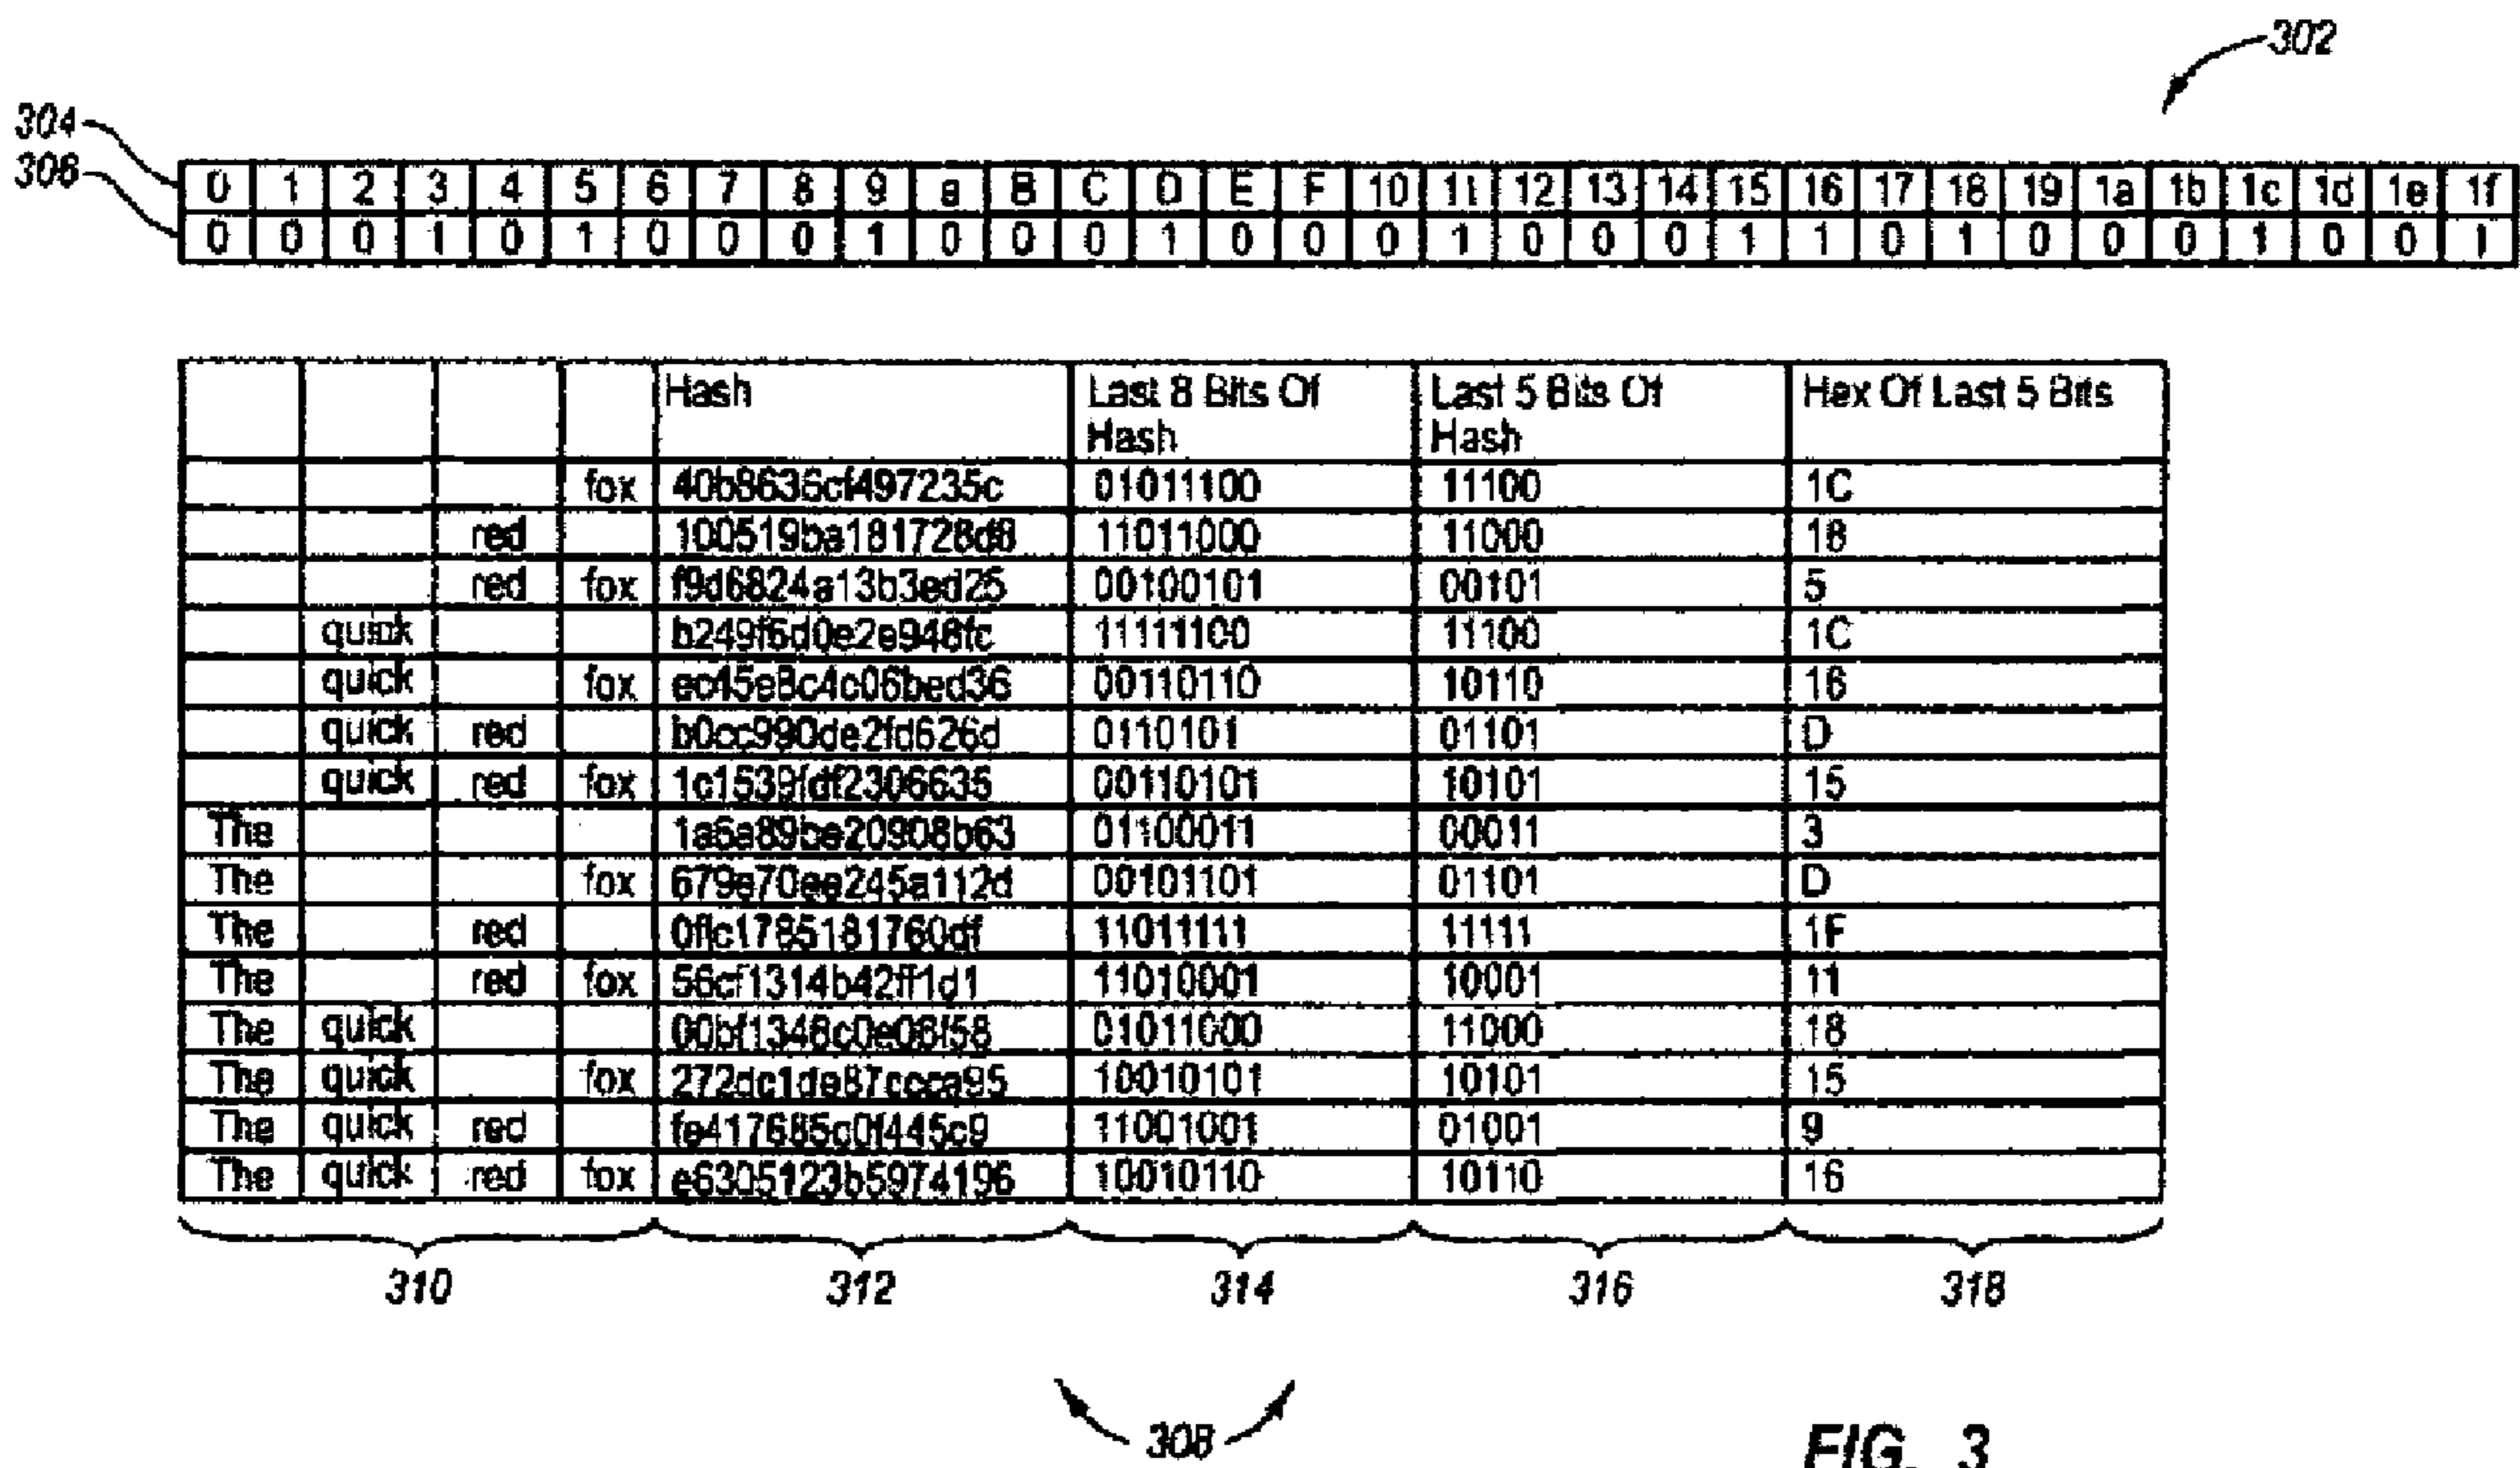 302
304
306
0 1 2 3 4 5 6 7 8 9 a B C D E F 10 11 12 13 14 15 16 17 18 19 1a 1b 1c 1d 1e 1f
0 0 0 1 0 1 0 0 0 1 0 0 0 1 0 0 0 1 0 0 0 1 1 0 1 0 0 0 1 0 0 1
Hash Last 8 Bits Of Hash Last 5 Bits Of Hash Hex Of Last 5 Bits
fox 40b8636cf497235c 01011100 11100 1C
red 100519ba181728d8 11011000 11000 18
red fox f9d6824a13b3ed25 00100101 00101 5
quick b249f6d0e2e946fc 11111100 11100 1C
quick fox ec45e8c4c06bed36 00110110 10110 16
quick red b0cc990de2fd626d 0110101 01101 D
quick red fox 1c1539fdf2306635 00110101 10101 15
The 1a6a89be20908b63 01100011 00011 3
The fox 679a70ee245a112d 00101101 01101 D
The red 0ffc1785181760df 11011111 11111 1F
The red fox 56cf1314b42ff1d1 11010001 10001 11
The quick 00bf1348c0e06f58 01011000 11000 18
The quick fox 272dc1de87ccca95 10010101 10101 15
The quick red fe417685c0f445c9 11001001 01001 9
The quick red fox e6305123b5974196 10010110 10110 16
310 312 314 316 318
308
FIG. 3